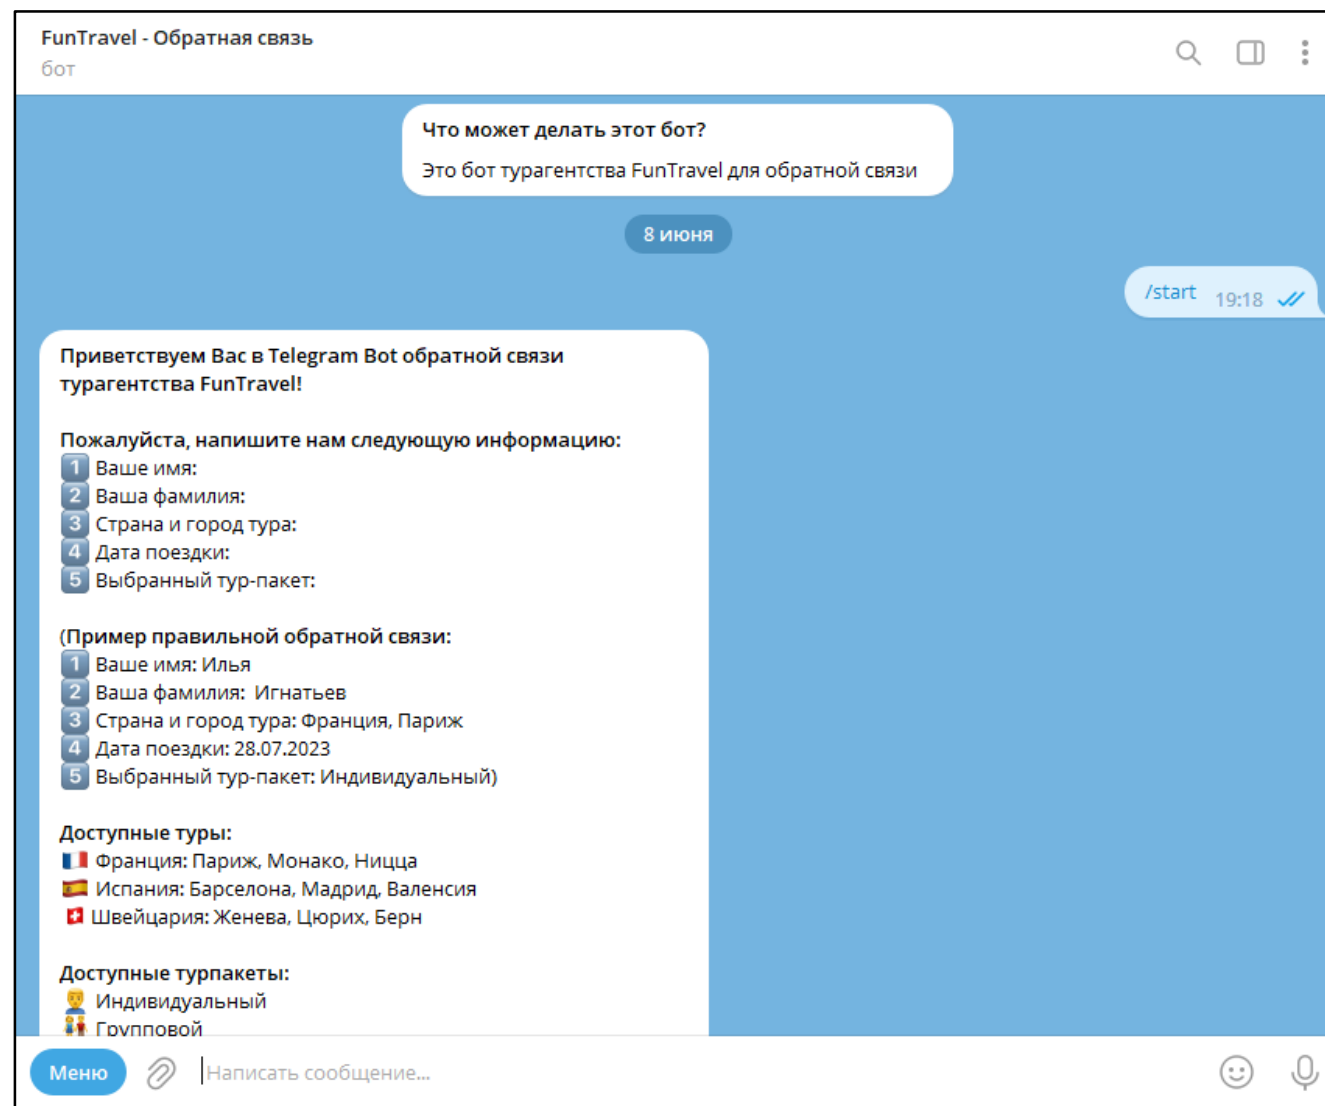 FunTravel - Обратная связь
бот
Что может делать этот бот?
Это бот турагентства FunTravel для обратной связи
8 июня
/start 19:18
Приветствуем Вас в Telegram Bot обратной связи
турагентства FunTravel!
Пожалуйста, напишите нам следующую информацию:
1 Ваше имя:
2 Ваша фамилия:
3 Страна и город тура:
4 Дата поездки:
5 Выбранный тур-пакет:
(Пример правильной обратной связи:
1 Ваше имя: Илья
2 Ваша фамилия: Игнатьев
3 Страна и город тура: Франция, Париж
4 Дата поездки: 28.07.2023
5 Выбранный тур-пакет: Индивидуальный)
Доступные туры:
Франция: Париж, Монако, Ницца
Испания: Барселона, Мадрид, Валенсия
Швейцария: Женева, Цюрих, Берн
Доступные турпакеты:
Индивидуальный
Групповой
Меню Написать сообщение...